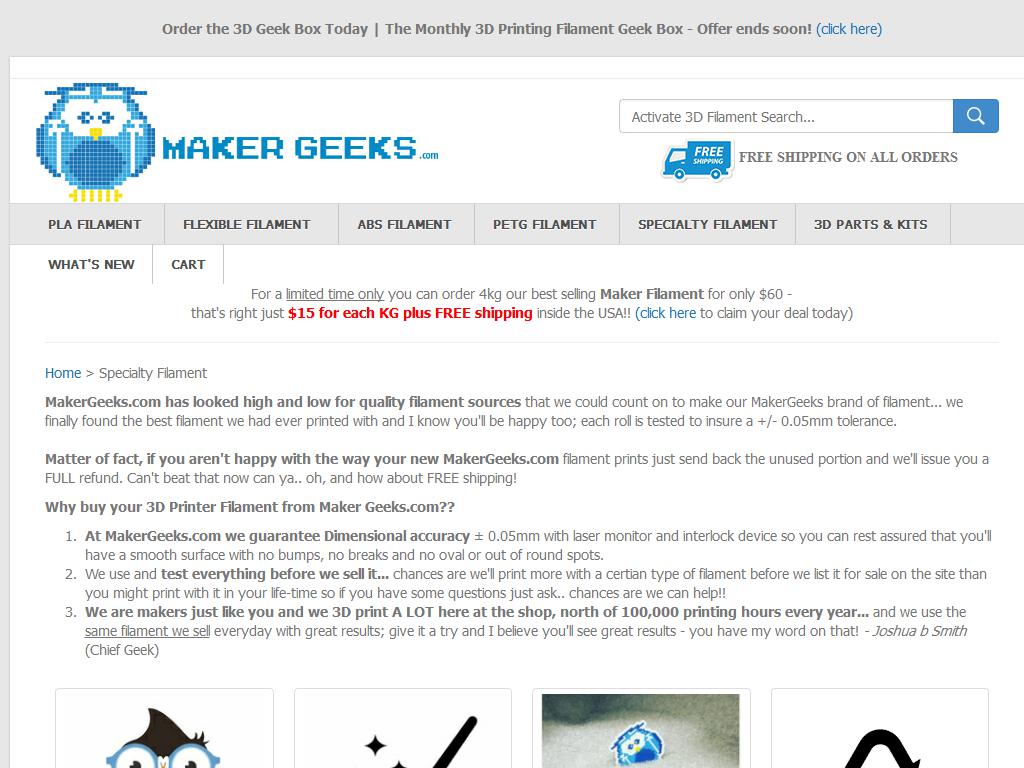 Order the 3D Geek Box Today | The Monthly 3D Printing Filament Geek Box - Offer ends soon! (click here)
MAKER GEEKS.com
Activate 3D Filament Search...
FREE SHIPPING
FREE SHIPPING ON ALL ORDERS
PLA FILAMENT FLEXIBLE FILAMENT ABS FILAMENT PETG FILAMENT SPECIALTY FILAMENT 3D PARTS & KITS
WHAT'S NEW CART
For a limited time only you can order 4kg our best selling Maker Filament for only $60 -
that's right just $15 for each KG plus FREE shipping inside the USA!! (click here to claim your deal today)
Home > Specialty Filament
MakerGeeks.com has looked high and low for quality filament sources that we could count on to make our MakerGeeks brand of filament... we
finally found the best filament we had ever printed with and I know you'll be happy too; each roll is tested to insure a +/- 0.05mm tolerance.
Matter of fact, if you aren't happy with the way your new MakerGeeks.com filament prints just send back the unused portion and we'll issue you a
FULL refund. Can't beat that now can ya.. oh, and how about FREE shipping!
Why buy your 3D Printer Filament from Maker Geeks.com??
1. At MakerGeeks.com we guarantee Dimensional accuracy ± 0.05mm with laser monitor and interlock device so you can rest assured that you'll
have a smooth surface with no bumps, no breaks and no oval or out of round spots.
2. We use and test everything before we sell it... chances are we'll print more with a certian type of filament before we list it for sale on the site than
you might print with it in your life-time so if you have some questions just ask.. chances are we can help!!
3. We are makers just like you and we 3D print A LOT here at the shop, north of 100,000 printing hours every year... and we use the
same filament we sell everyday with great results; give it a try and I believe you'll see great results - you have my word on that! - Joshua b Smith
(Chief Geek)